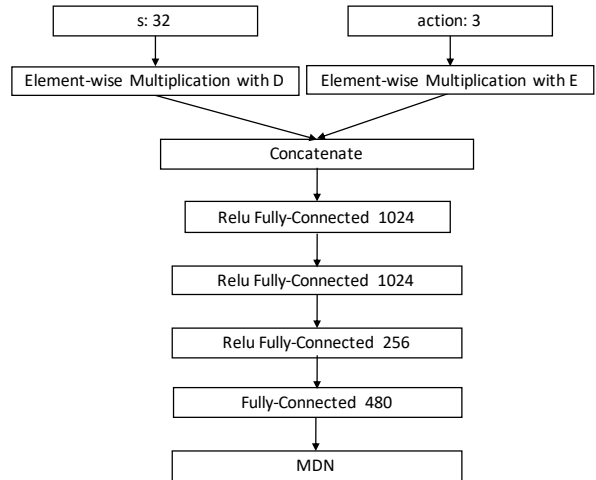 s: 32
action: 3
Element-wise Multiplication with D
Element-wise Multiplication with E
Concatenate
Relu Fully-Connected 1024
Relu Fully-Connected 1024
Relu Fully-Connected 256
Fully-Connected 480
MDN